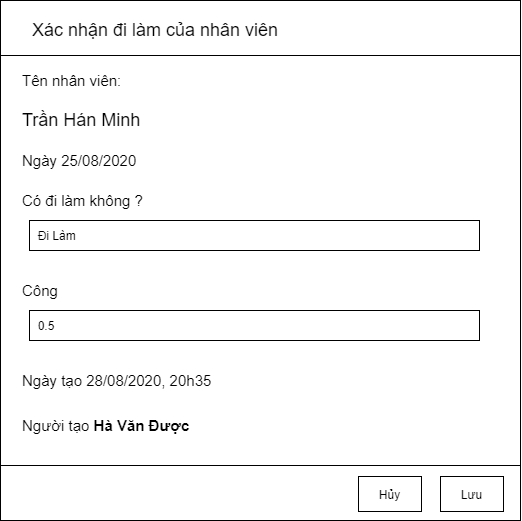 Xác nhận đi làm của nhân viên
Tên nhân viên:
Trần Hán Minh
Ngày 25/08/2020
Có đi làm không ?
Đi Làm
Công
0.5
Ngày tạo 28/08/2020, 20h35
Người tạo Hà Văn Được
Hủy
Lưu